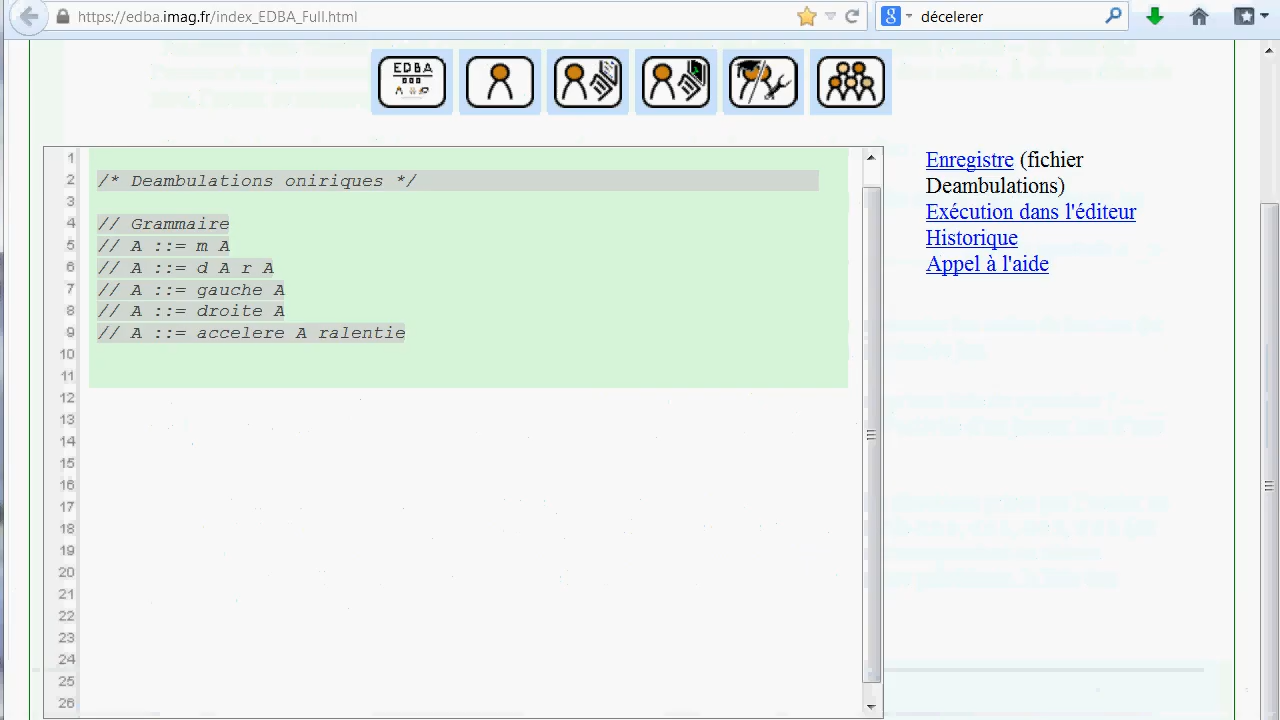 https://edba.imag.fr/index_EDBA_Full.html
décelerer
EDBA
1
2 /* Deambulations oniriques */
3
4 // Grammaire
5 // A ::= m A
6 // A ::= d A r A
7 // A ::= gauche A
8 // A ::= droite A
9 // A ::= accelere A ralentie
10
11
12
13
14
15
16
17
18
19
20
21
22
23
24
25
26
Enregistre (fichier
Deambulations)
Exécution dans l'éditeur
Historique
Appel à l'aide